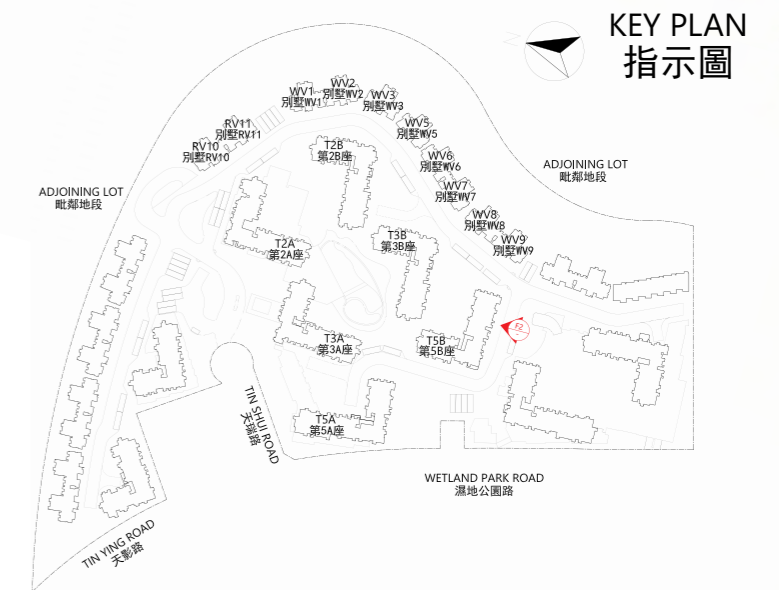 KEY PLAN
指示圖
N
WV1
別墅WV1
WV2
別墅WV2
WV3
別墅WV3
RV11
別墅RV11
RV10
別墅RV10
WV5
別墅WV5
T2B
第2B座
WV6
別墅WV6
ADJOINING LOT
毗鄰地段
WV7
別墅WV7
ADJOINING LOT
毗鄰地段
WV8
別墅WV8
T3B
第3B座
WV9
別墅WV9
T2A
第2A座
F2
T3A
第3A座
T5B
第5B座
TIN SHUI ROAD
天瑞路
T5A
第5A座
WETLAND PARK ROAD
濕地公園路
TIN YING ROAD
天影路